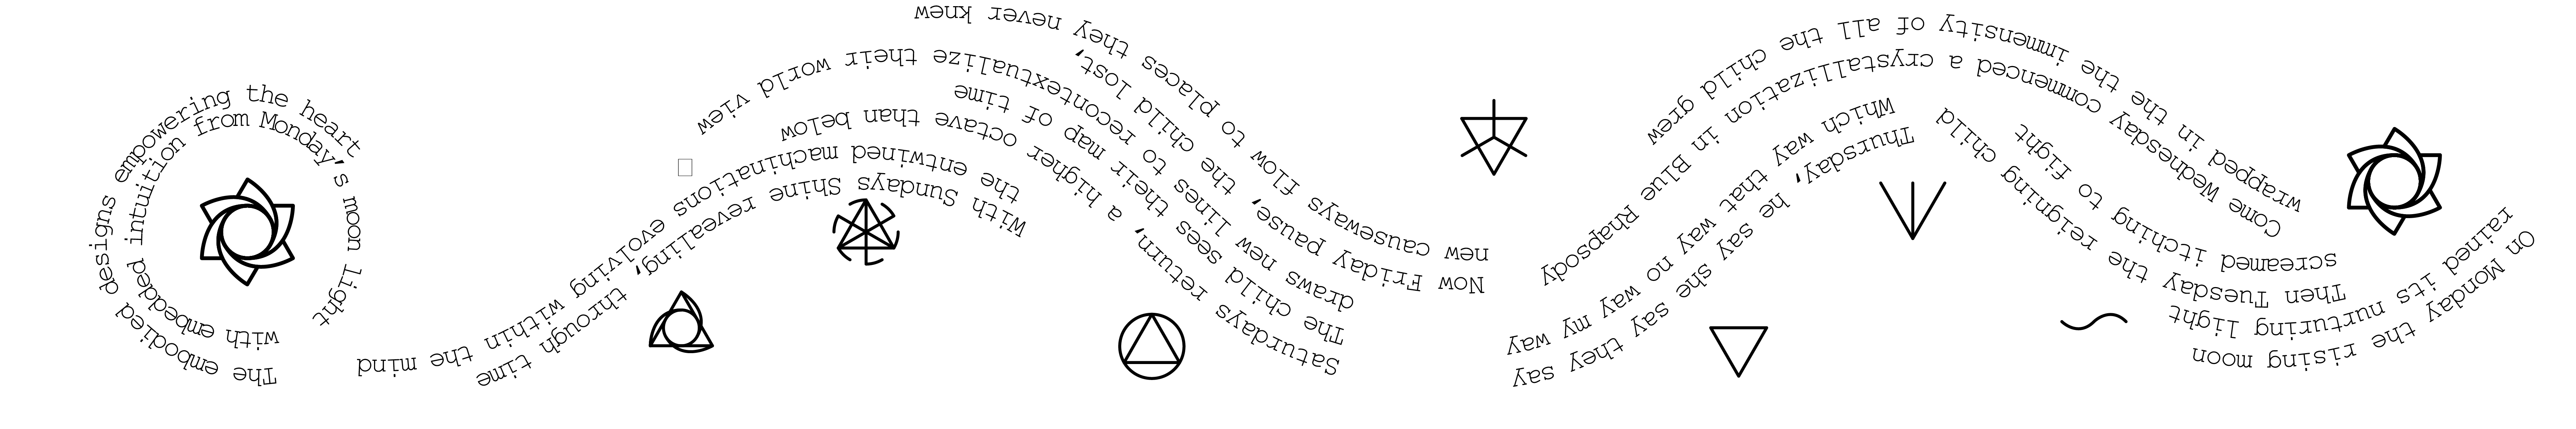 On Monday the rising moon
rained its nurturing light
Then Tuesday the reigning child
screamed itching to fight
Come Wednesday commenced a crystallization in Blue Rhapsody
wrapped in the the immensity of all the child grew
Thursday, he say she say they say
Which way that way no way my way
Now Friday pause, the child lost,
new causeways flow to places they never knew
The child sees their map of time
draws new lines to recontextualize their world view
Saturdays return, a higher octave than below
With Sundays Shine revealing, through time
the entwined machinations evolving within the mind
The embodied designs empowering the heart
with embedded intuition from Monday's moon light